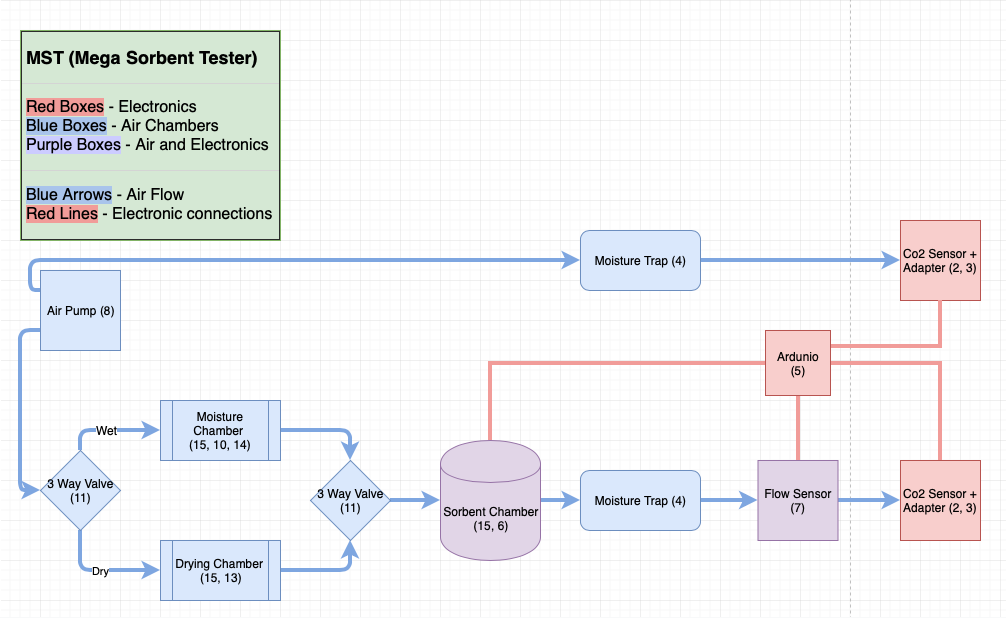 MST (Mega Sorbent Tester)
Red Boxes - Electronics
Blue Boxes - Air Chambers
Purple Boxes - Air and Electronics
Blue Arrows - Air Flow
Red Lines - Electronic connections
Moisture Trap (4)
Co2 Sensor +
Adapter (2, 3)
Air Pump (8)
Ardunio
(5)
Wet
Moisture
Chamber
(15, 10, 14)
3 Way Valve
(11)
3 Way Valve
(11)
Sorbent Chamber
(15, 6)
Moisture Trap (4)
Flow Sensor
(7)
Co2 Sensor +
Adapter (2, 3)
Dry
Drying Chamber
(15, 13)